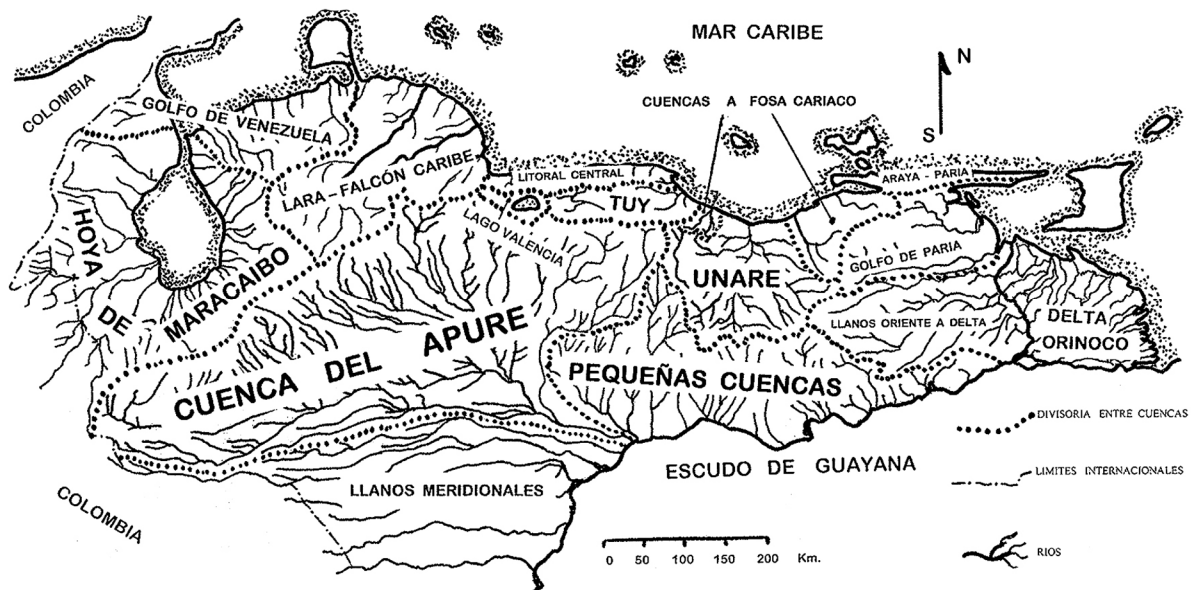 MAR CARIBE
N
S
COLOMBIA
GOLFO DE VENEZUELA
CUENCAS A FOSA CARIACO
LARA - FALCÓN CARIBE
LITORAL CENTRAL
ARAYA - PARIA
TUY
LAGO VALENCIA
HOYA DE MARACAIBO
UNARE
GOLFO DE PARIA
LLANOS ORIENTE A DELTA
DELTA
ORINOCO
CUENCA DEL APURE
PEQUEÑAS CUENCAS
DIVISORIA ENTRE CUENCAS
ESCUDO DE GUAYANA
LIMITES INTERNACIONALES
LLANOS MERIDIONALES
COLOMBIA
0 50 100 150 200 Km.
RIOS